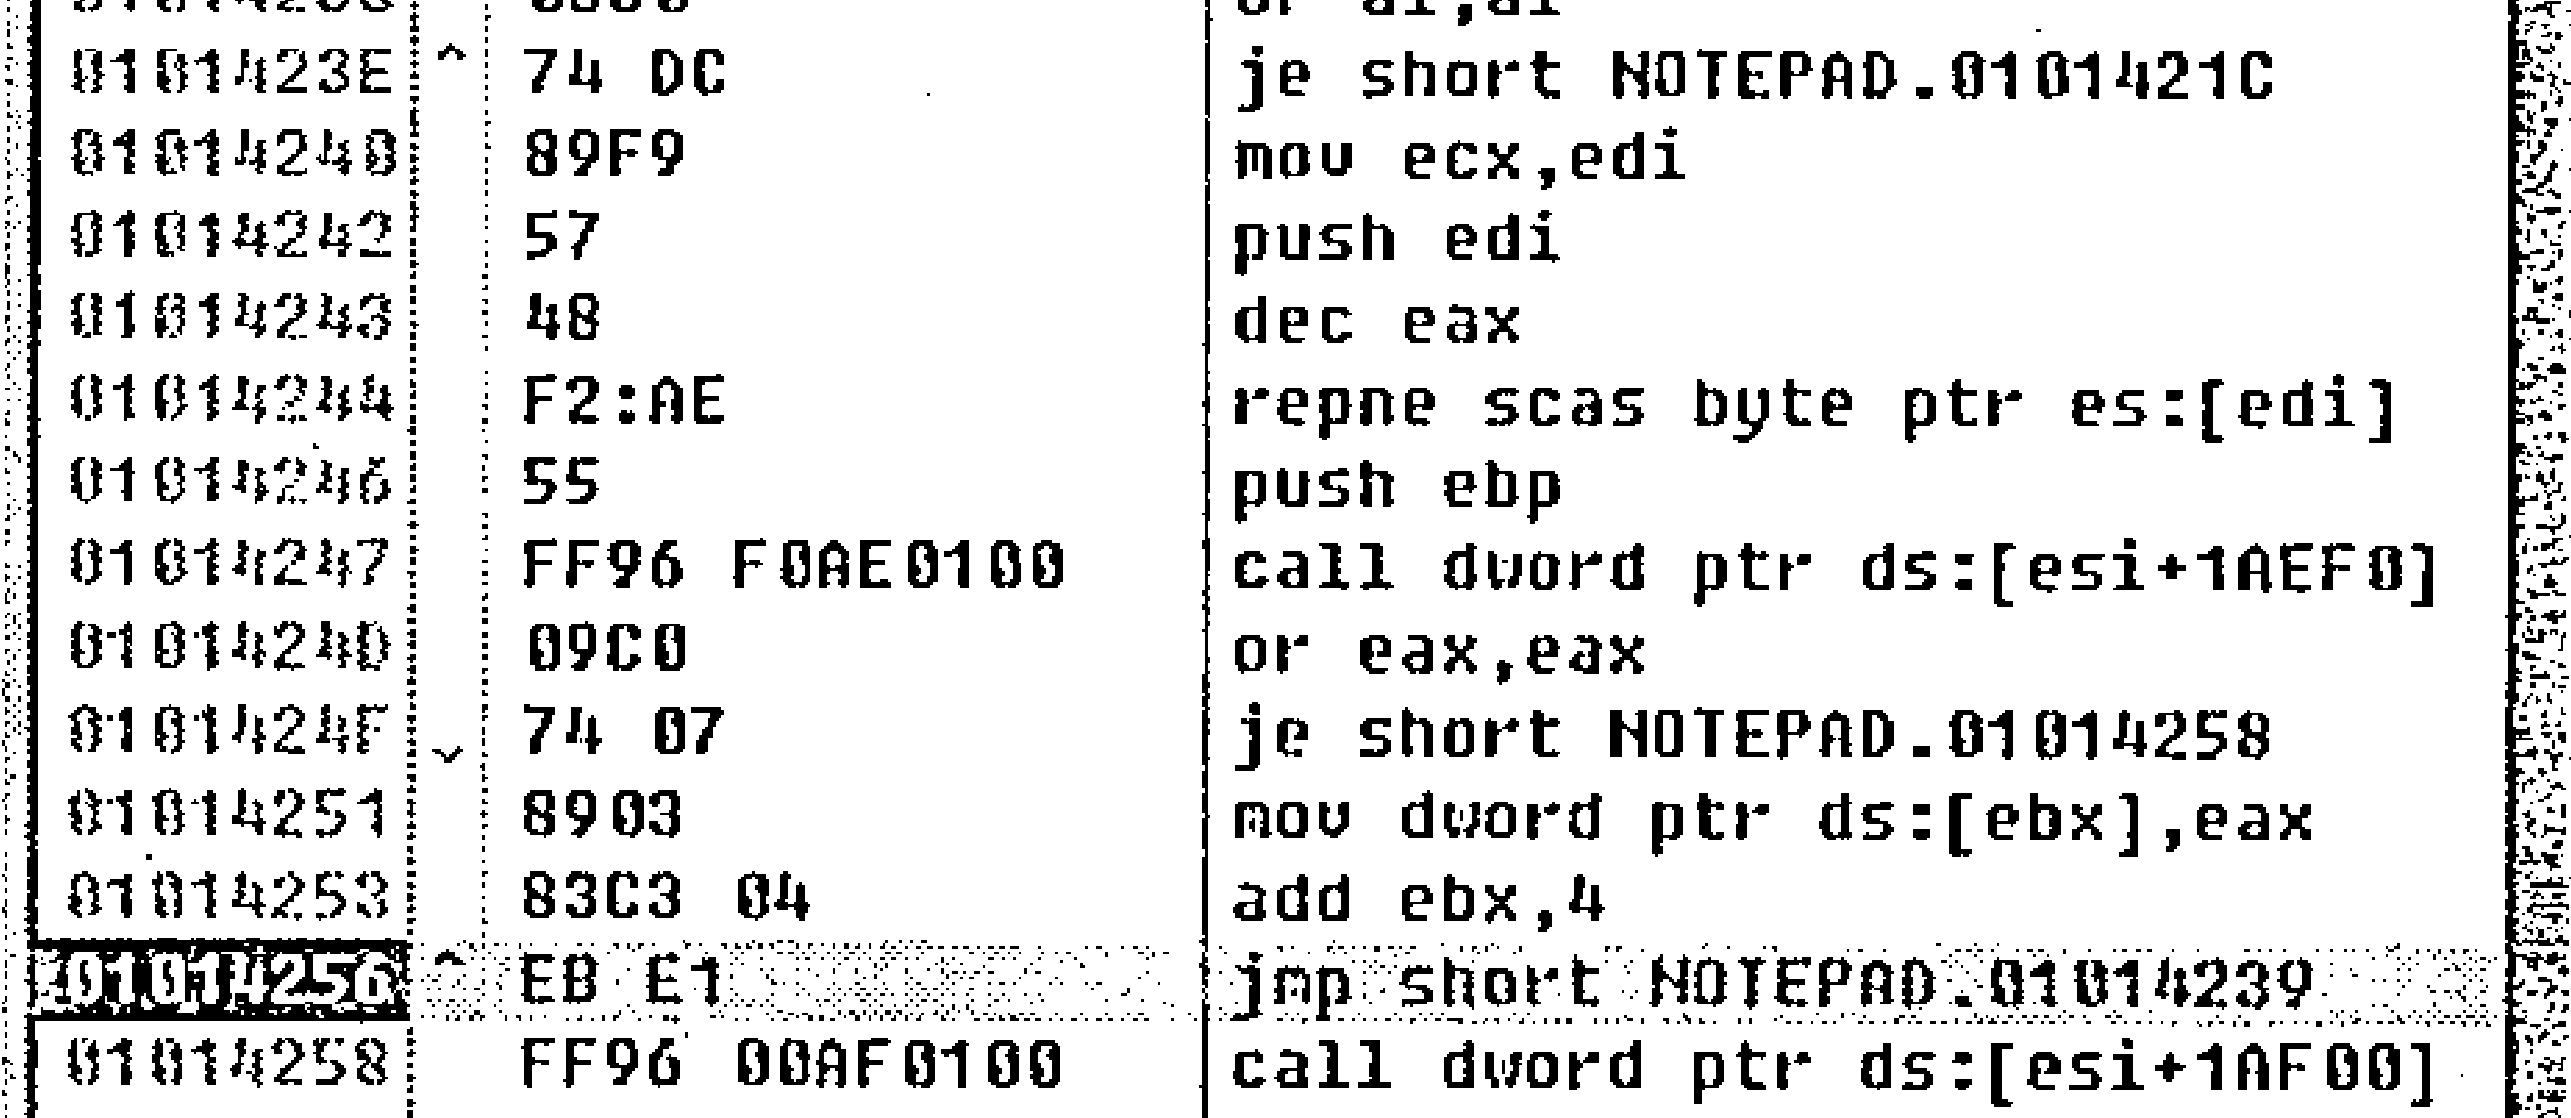 or al,al
0101423E ^ 74 DC je short NOTEPAD.0101421C
01014240 89F9 mov ecx,edi
01014242 57 push edi
01014243 48 dec eax
01014244 F2:AE repne scas byte ptr es:[edi]
01014246 55 push ebp
01014247 FF96 F0AE0100 call dword ptr ds:[esi+1AEF0]
0101424D 09C0 or eax,eax
0101424F ˅ 74 07 je short NOTEPAD.01014258
01014251 8903 mov dword ptr ds:[ebx],eax
01014253 83C3 04 add ebx,4
01014256 ^ EB E1 jmp short NOTEPAD.01014239
01014258 FF96 00AF0100 call dword ptr ds:[esi+1AF00]